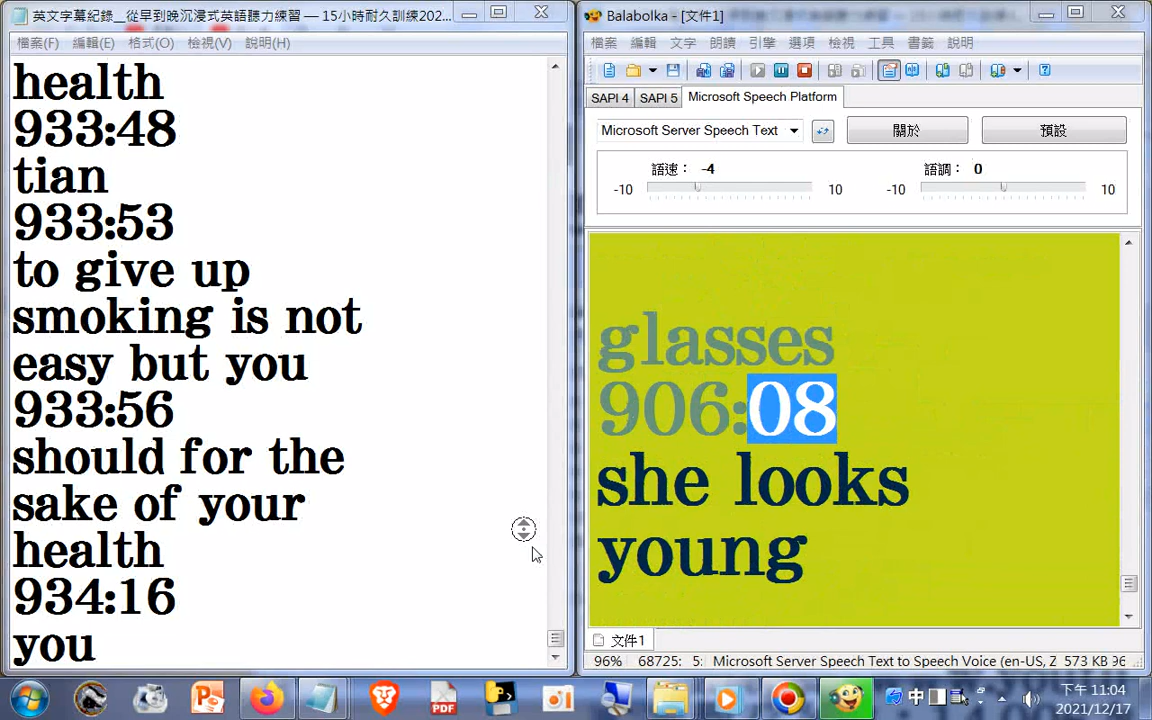 英文字幕紀錄__從早到晚沉浸式英語聽力練習 — 15小時耐久訓練202...
檔案(F) 編輯(E) 格式(O) 檢視(V) 說明(H)
health
933:48
tian
933:53
to give up
smoking is not
easy but you
933:56
should for the
sake of your
health
934:16
you
Balabolka - [文件1]
檔案 編輯 文字 朗讀 引擎 選項 檢視 工具 書籤 說明
SAPI 4 SAPI 5 Microsoft Speech Platform
Microsoft Server Speech Text 關於 預設
語速： -4 語調： 0
-10 10 -10 10
glasses
906:08
she looks
young
文件1
96% 68725: 5: Microsoft Server Speech Text to Speech Voice (en-US, Z 573 KB 96
PDF 中 下午 11:04
2021/12/17